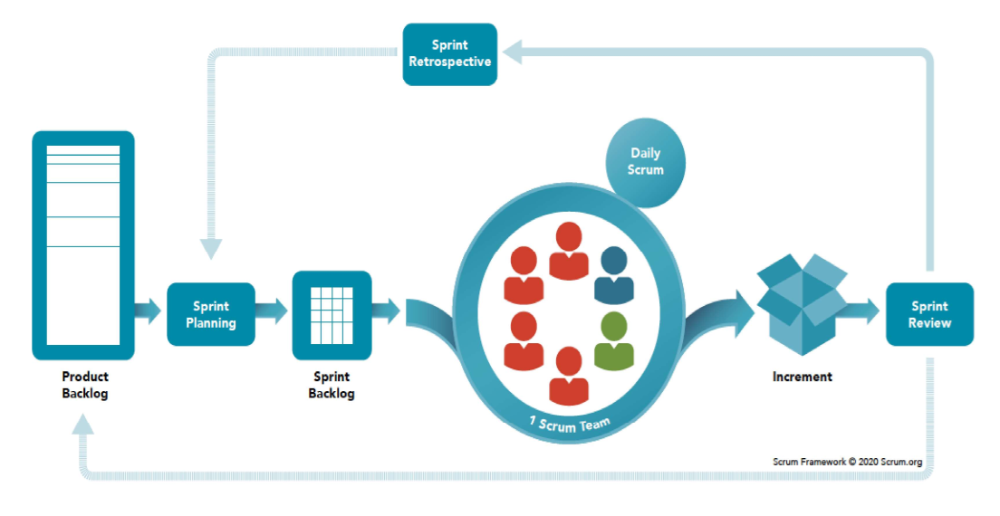 Sprint
Retrospective
Daily
Scrum
Sprint
Planning
Sprint
Review
Product
Backlog
Sprint
Backlog
Increment
1 Scrum Team
Scrum Framework © 2020 Scrum.org